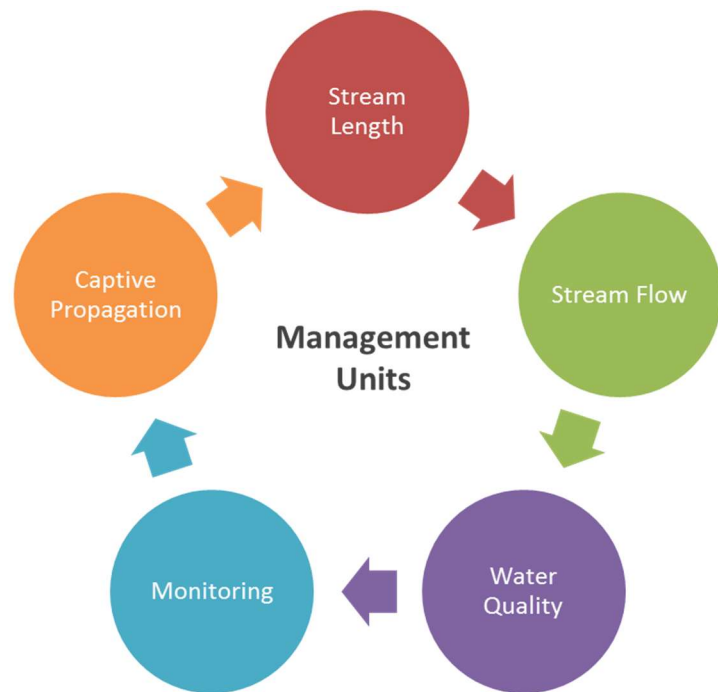 Stream
Length
Stream Flow
Water
Quality
Monitoring
Captive
Propagation
Management
Units